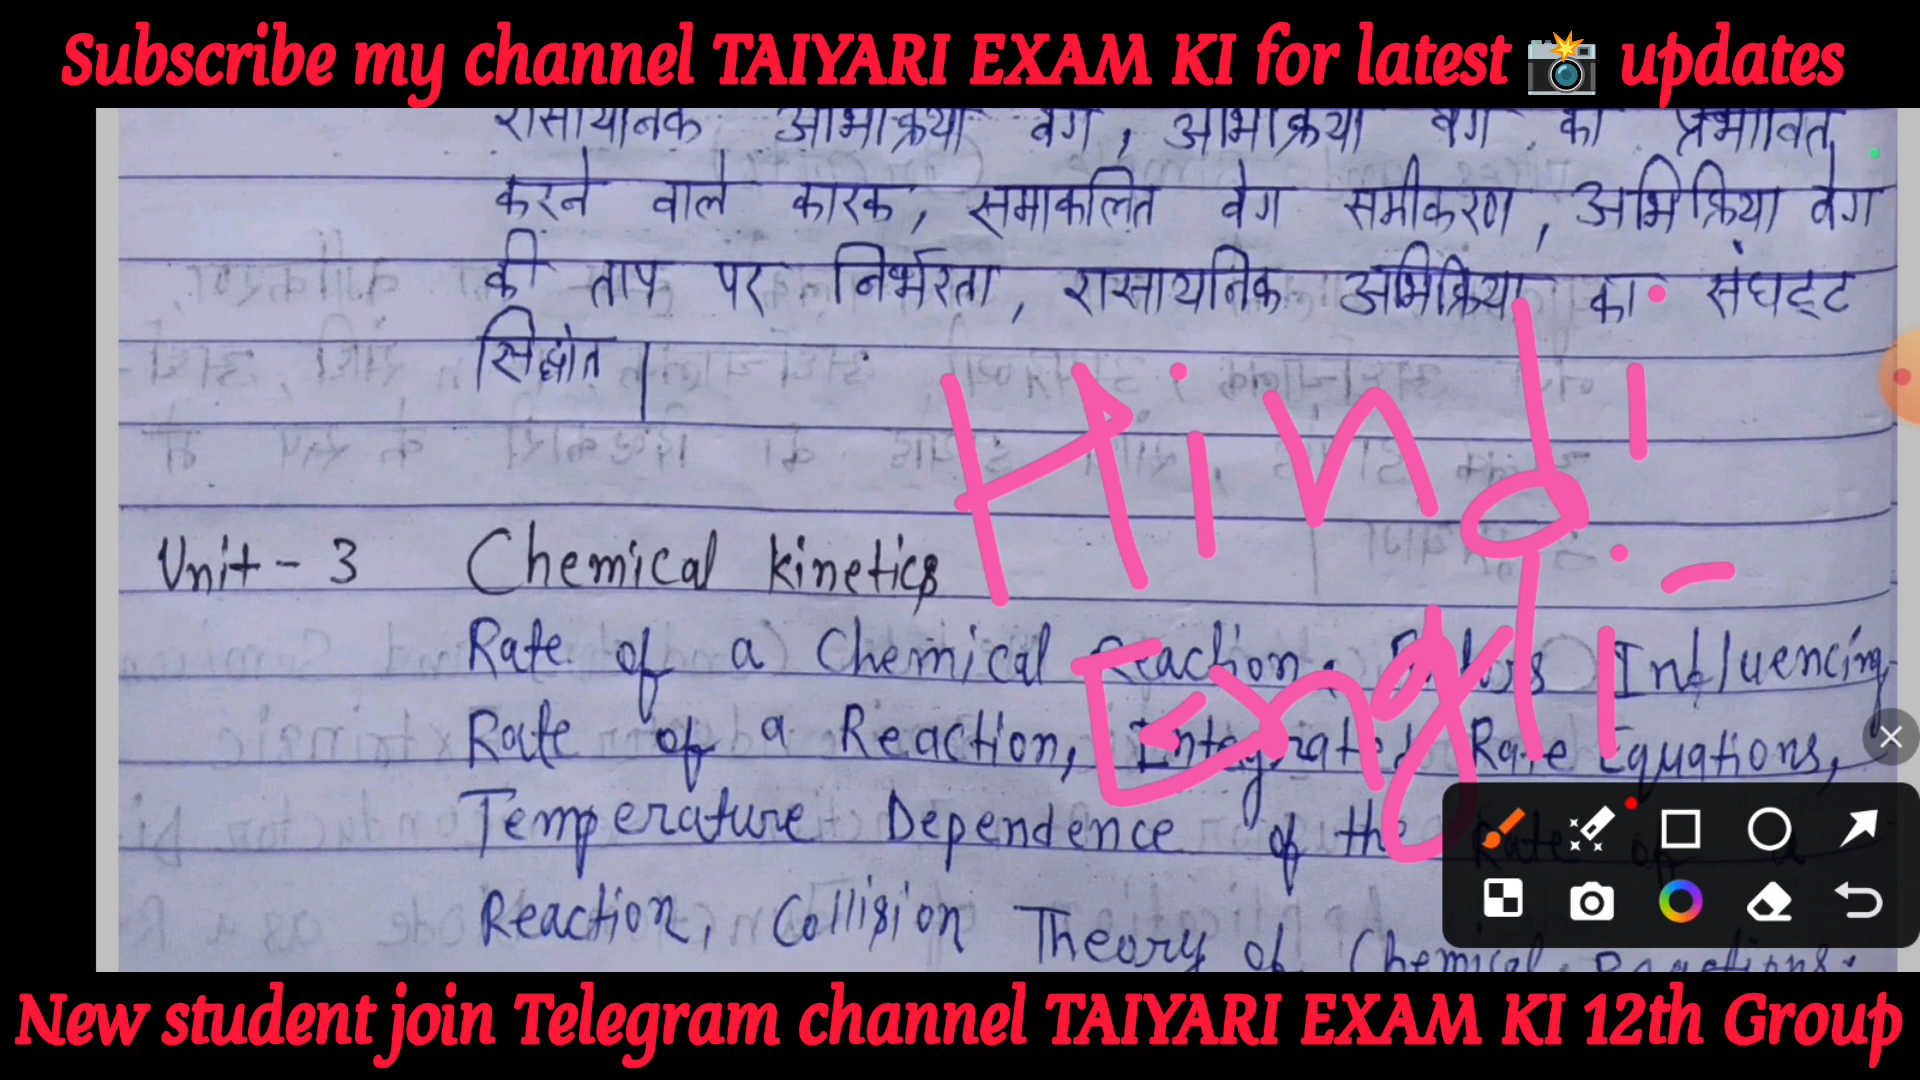 Subscribe my channel TAIYARI EXAM KI for latest 📸 updates
रासायनिक अभिक्रिया वेग, अभिक्रिया वेग को प्रभावित
करने वाले कारक, समाकलित वेग समीकरण, अभिक्रिया वेग
की ताप पर निर्भरता, रासायनिक अभिक्रिया का संघट्ट
सिद्धांत |
Hind
Unit - 3 Chemical kinetics
Rate of a Chemical Reaction, Influencing
Rate of a Reaction, Integrated Rate Equations,
Temperature Dependence of the Rate of a
Reaction, Collision Theory of Chemical Reactions.
New student join Telegram channel TAIYARI EXAM KI 12th Group